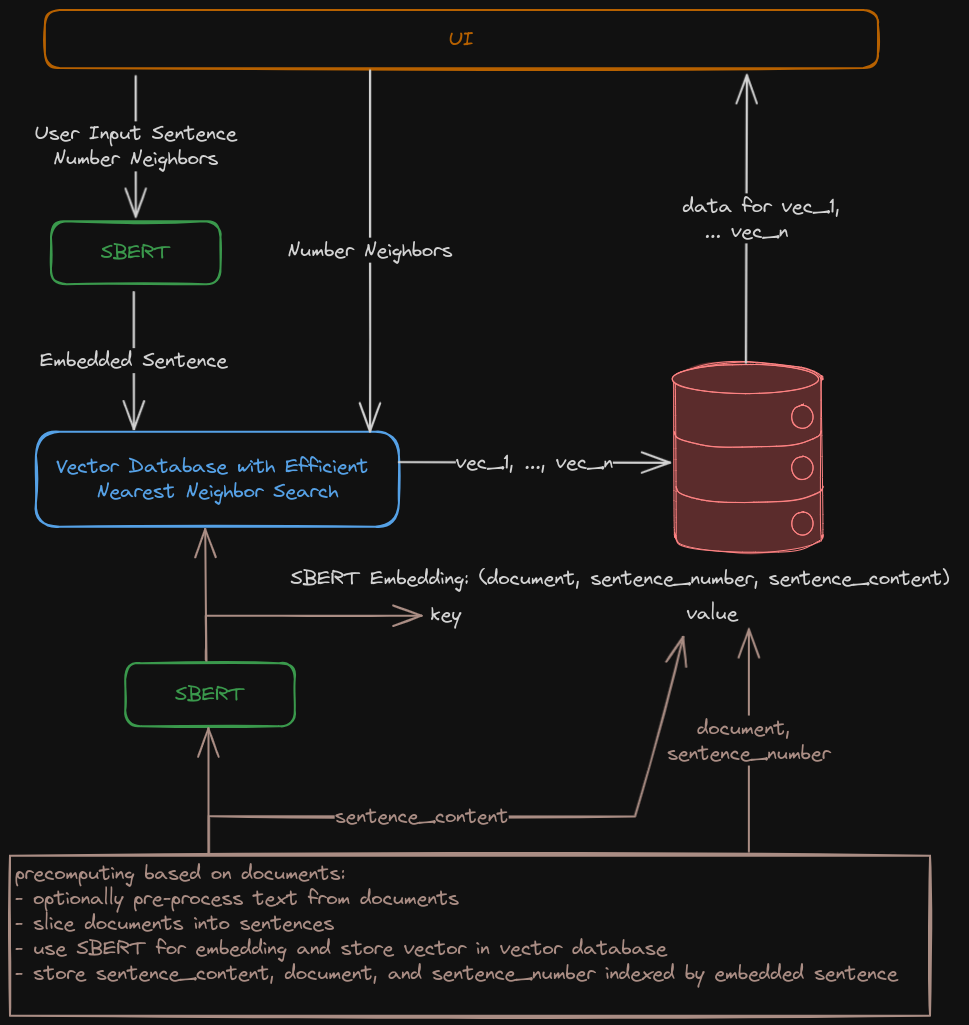 UI
User Input Sentence
Number Neighbors
SBERT
Number Neighbors
data for vec_1,
... vec_n
Embedded Sentence
Vector Database with Efficient
Nearest Neighbor Search
vec_1, ..., vec_n
SBERT Embedding: (document, sentence_number, sentence_content)
key
value
SBERT
document,
sentence_number
sentence_content
precomputing based on documents:
- optionally pre-process text from documents
- slice documents into sentences
- use SBERT for embedding and store vector in vector database
- store sentence_content, document, and sentence_number indexed by embedded sentence